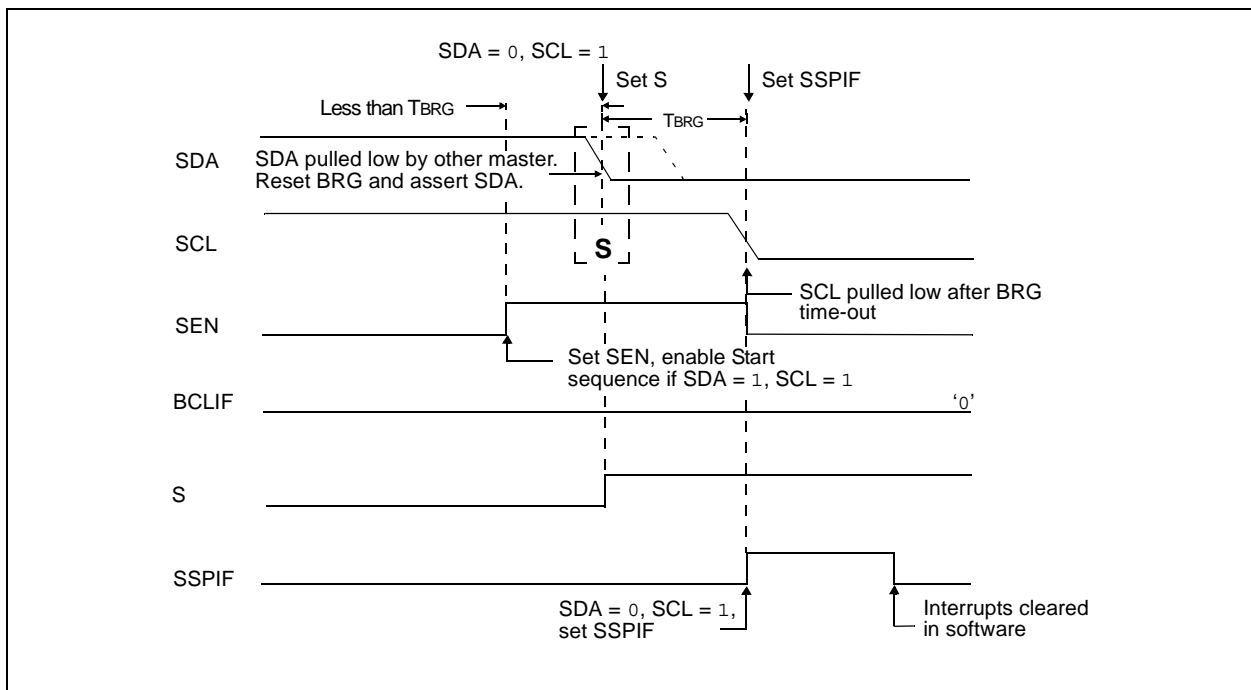 SDA = 0, SCL = 1
Set S
Set SSPIF
Less than TBRG
TBRG
SDA
SDA pulled low by other master.
Reset BRG and assert SDA.
SCL
S
SCL pulled low after BRG
time-out
SEN
Set SEN, enable Start
sequence if SDA = 1, SCL = 1
BCLIF
‘0’
S
SSPIF
SDA = 0, SCL = 1,
set SSPIF
Interrupts cleared
in software